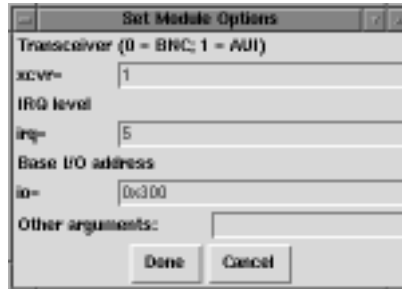 Set Module Options
Transceiver (0 = BNC; 1 = AUI)
xcvr= 1
IRQ level
irq= 5
Base I/O address
io= 0x300
Other arguments:
Done Cancel